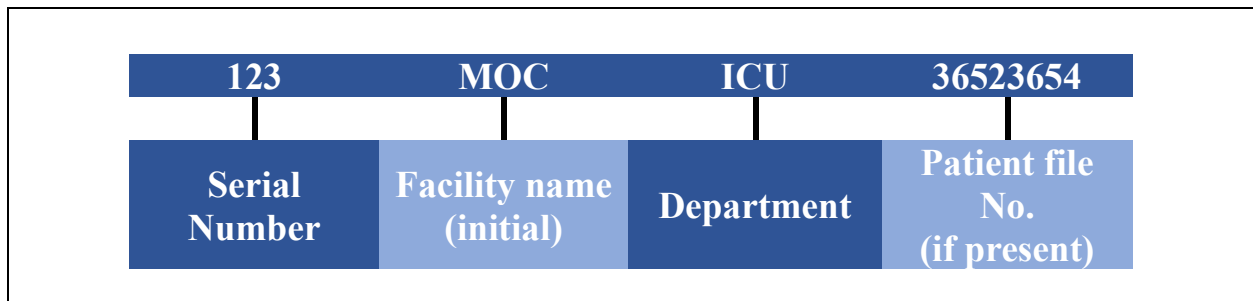 123 MOC ICU 36523654
Serial
Number
Facility name
(initial)
Department
Patient file
No.
(if present)